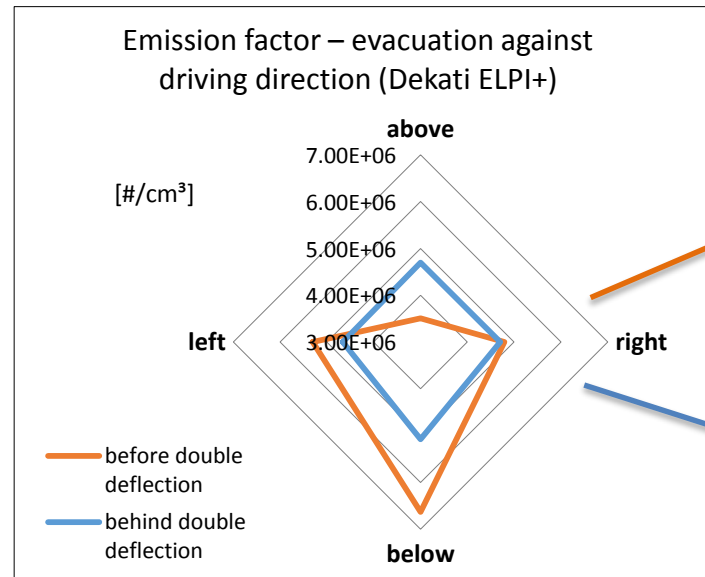 Emission factor – evacuation against
driving direction (Dekati ELPI+)
above
7.00E+06
[#/cm³]
6.00E+06
5.00E+06
4.00E+06
left
3.00E+06
right
before double
deflection
behind double
deflection
below